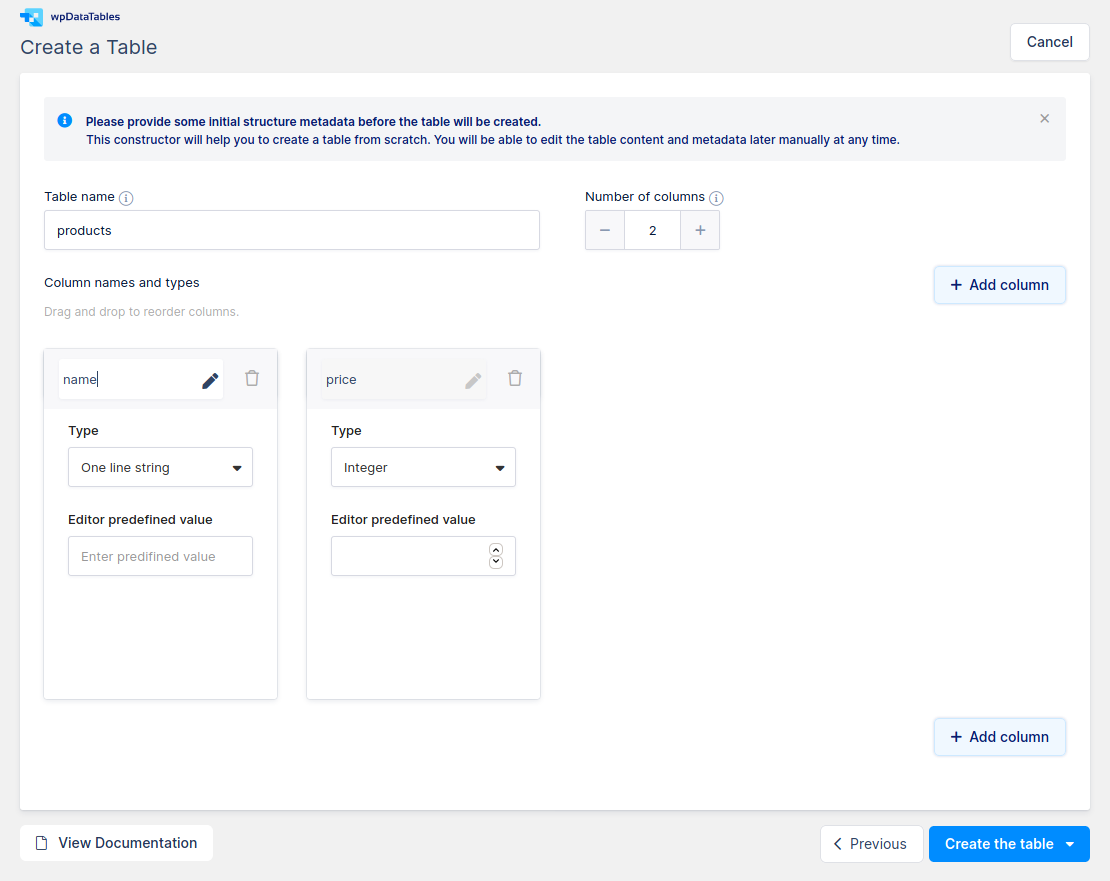 wpDataTables
Create a Table
Cancel
Please provide some initial structure metadata before the table will be created.
This constructor will help you to create a table from scratch. You will be able to edit the table content and metadata later manually at any time.
Table name
Number of columns
products
2
Column names and types
Add column
Drag and drop to reorder columns.
name
price
Type
Type
One line string
Integer
Editor predefined value
Editor predefined value
Enter predifined value
Add column
View Documentation
Previous
Create the table